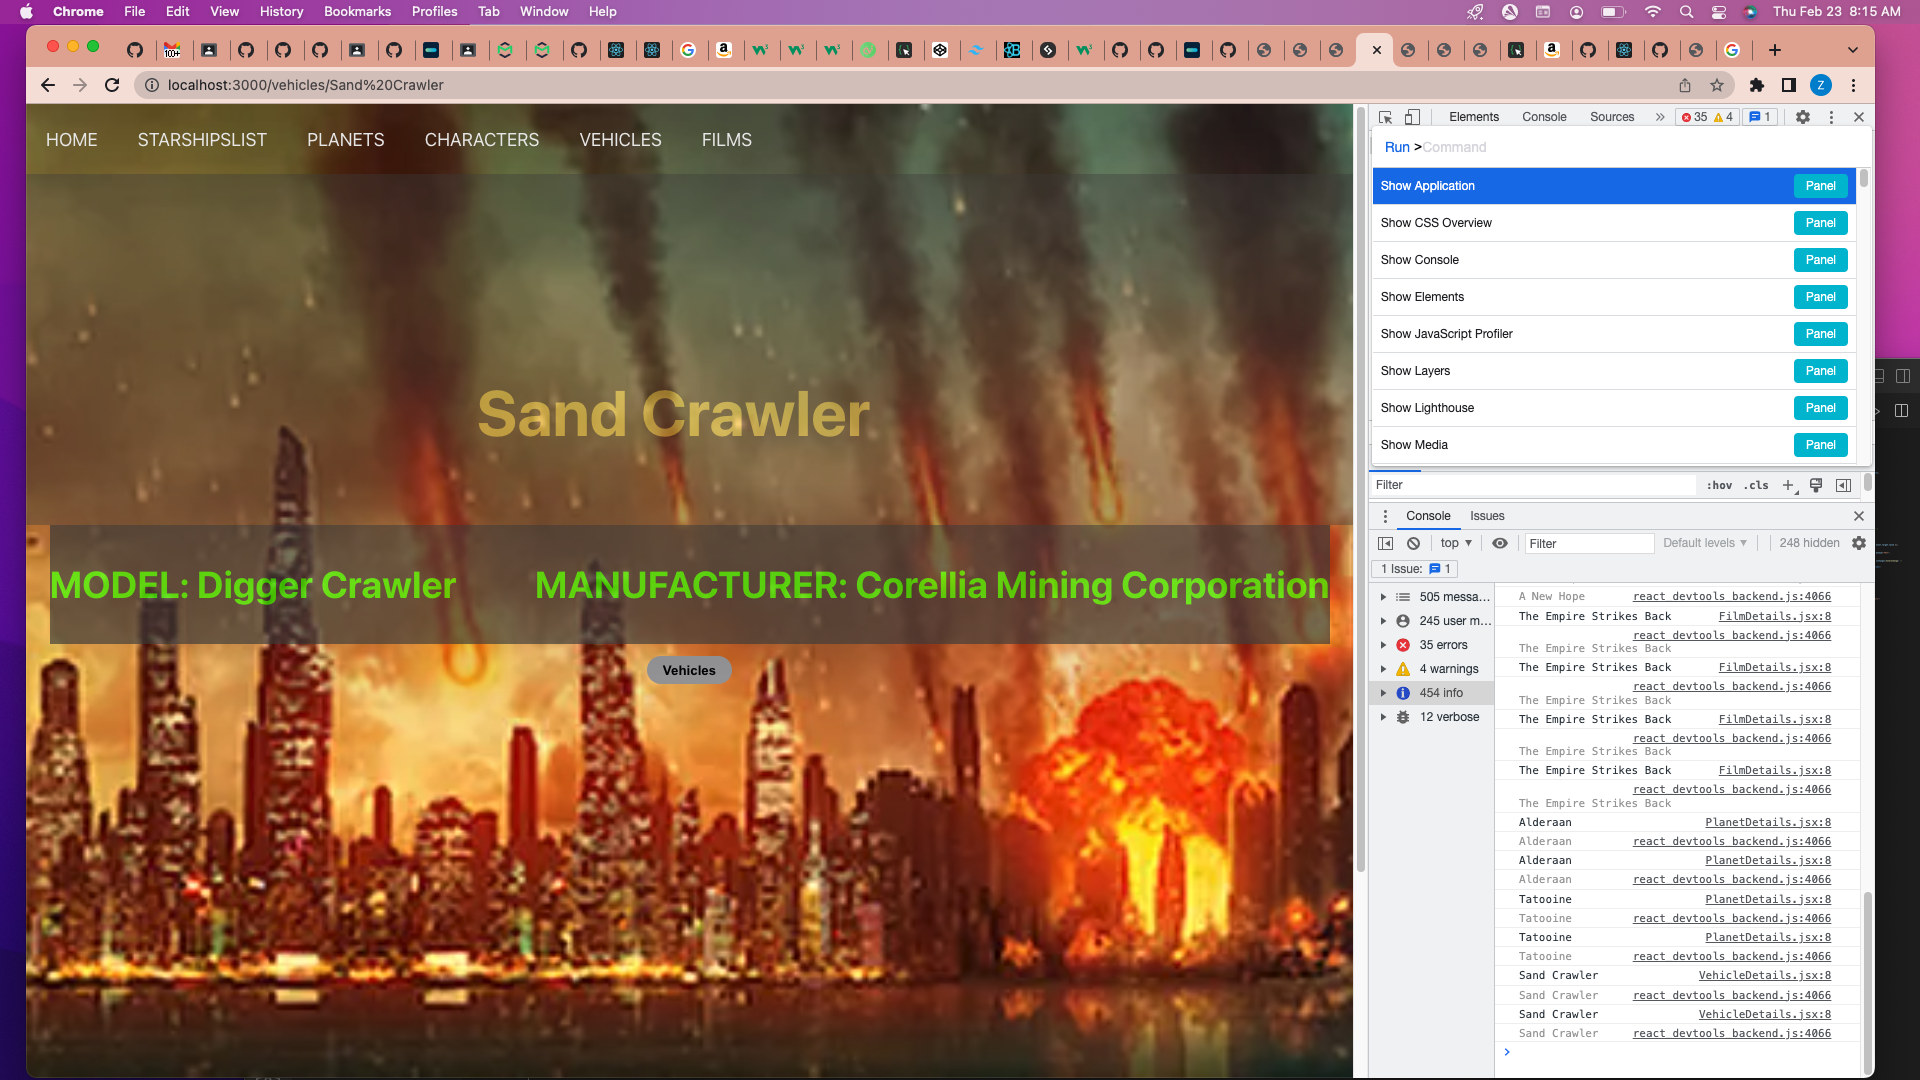 Chrome File Edit View History Bookmarks Profiles Tab Window Help Thu Feb 23 8:15 AM
100+
localhost:3000/vehicles/Sand%20Crawler Z
HOME STARSHIPSLIST PLANETS CHARACTERS VEHICLES FILMS
Sand Crawler
MODEL: Digger Crawler MANUFACTURER: Corellia Mining Corporation
Vehicles
Elements Console Sources » 35 4 1
Run >Command
Show Application Panel
Show CSS Overview Panel
Show Console Panel
Show Elements Panel
Show JavaScript Profiler Panel
Show Layers Panel
Show Lighthouse Panel
Show Media Panel
Filter :hov .cls +
Console Issues
top ▼ Filter Default levels ▼ 248 hidden
1 Issue: 1
505 messa...
245 user m...
35 errors
4 warnings
454 info
12 verbose
A New Hope react_devtools_backend.js:4066
The Empire Strikes Back FilmDetails.jsx:8
react_devtools_backend.js:4066
The Empire Strikes Back
The Empire Strikes Back FilmDetails.jsx:8
react_devtools_backend.js:4066
The Empire Strikes Back
The Empire Strikes Back FilmDetails.jsx:8
react_devtools_backend.js:4066
The Empire Strikes Back
The Empire Strikes Back FilmDetails.jsx:8
react_devtools_backend.js:4066
The Empire Strikes Back
Alderaan PlanetDetails.jsx:8
Alderaan react_devtools_backend.js:4066
Alderaan PlanetDetails.jsx:8
Alderaan react_devtools_backend.js:4066
Tatooine PlanetDetails.jsx:8
Tatooine react_devtools_backend.js:4066
Tatooine PlanetDetails.jsx:8
Tatooine react_devtools_backend.js:4066
Sand Crawler VehicleDetails.jsx:8
Sand Crawler react_devtools_backend.js:4066
Sand Crawler VehicleDetails.jsx:8
Sand Crawler react_devtools_backend.js:4066